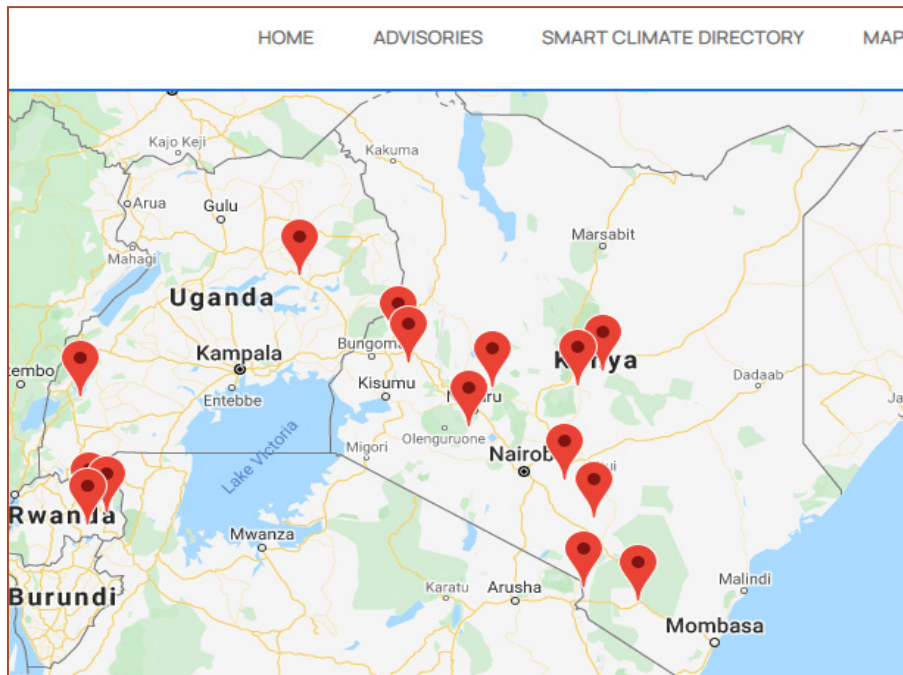 HOME ADVISORIES SMART CLIMATE DIRECTORY MAP
Kajo Keji
Kakuma
Arua
Gulu
Marsabit
Mahagi
Uganda
Bungoma
Kampala
Kenya
Dadaab
Entebbe
Kisumu
Olenguruone
Migori
Nairobi
Lake Victoria
Rwanda
Mwanza
Burundi
Karatu
Arusha
Malindi
Mombasa